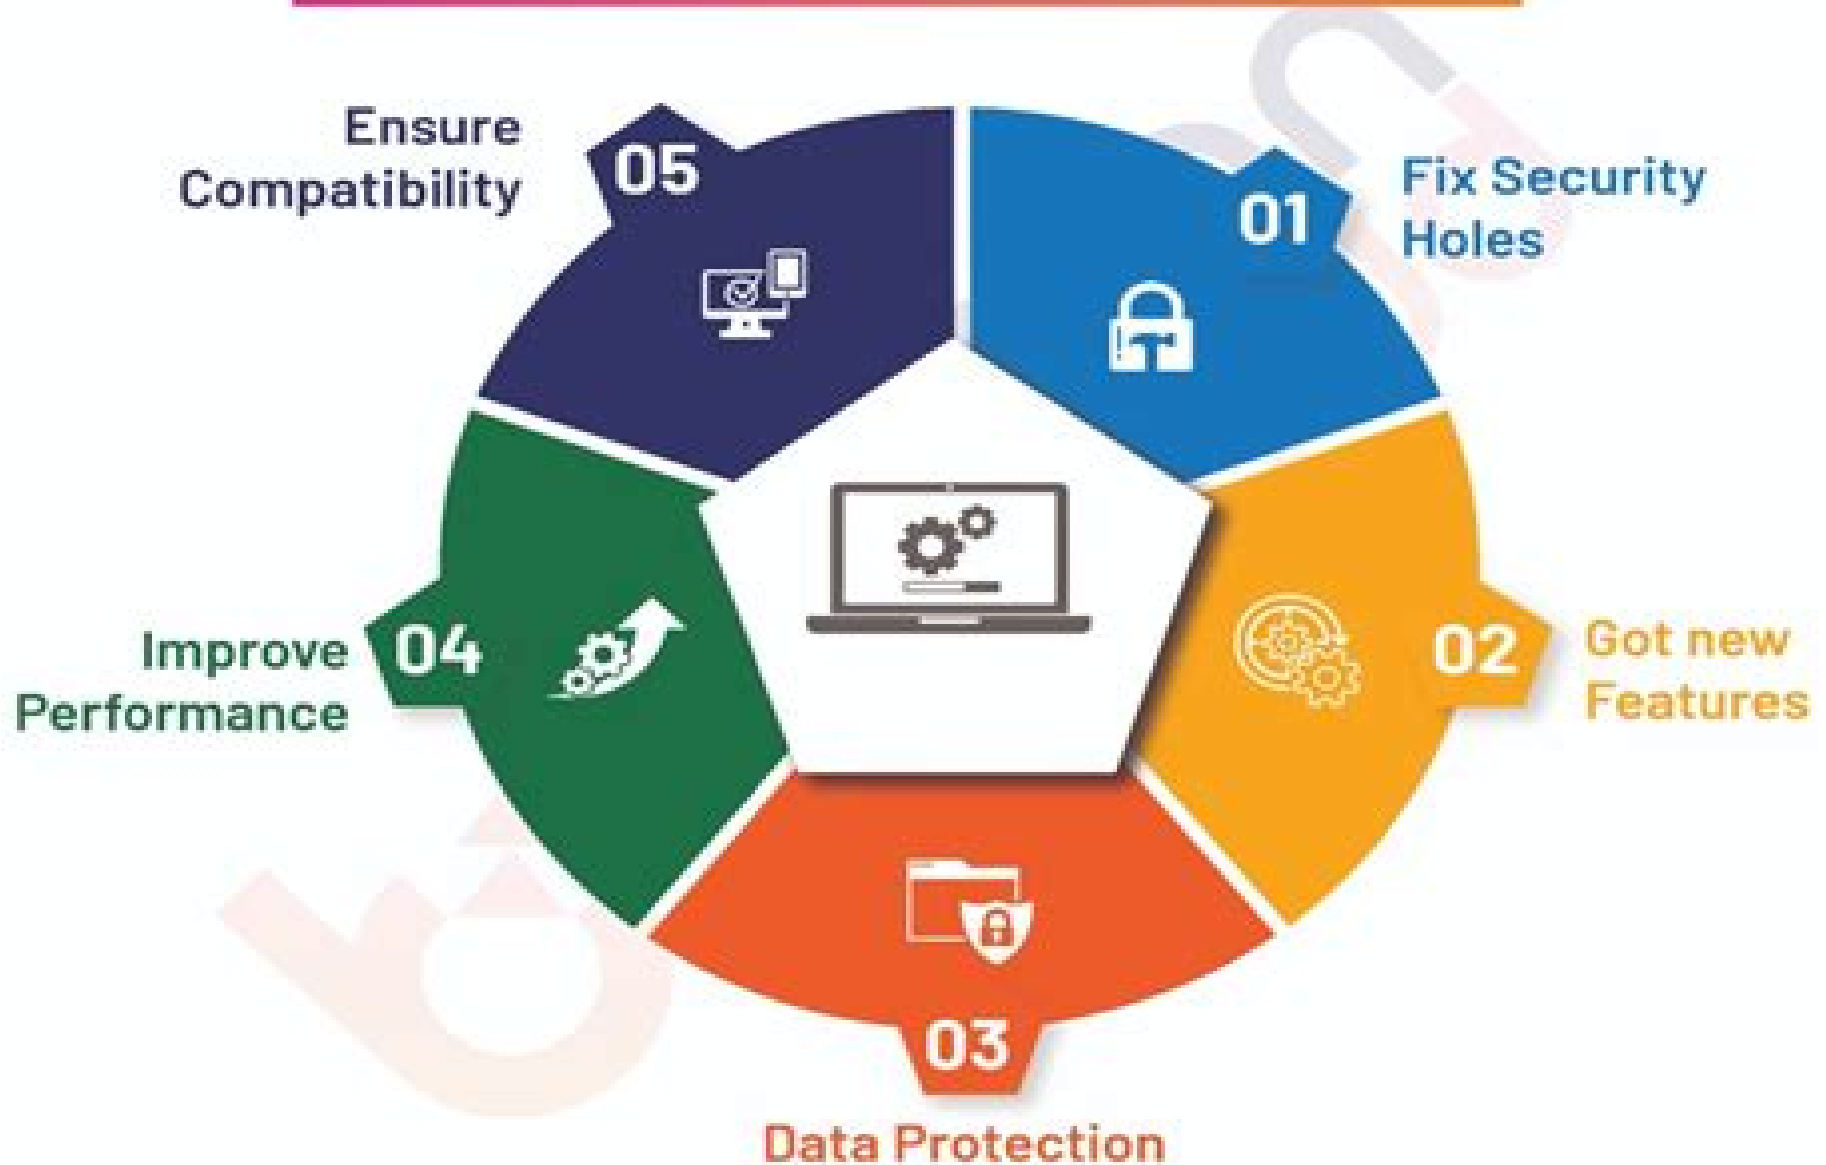 01
Fix Security
Holes
02
Got new
Features
03
Data Protection
04
Improve
Performance
05
Ensure
Compatibility